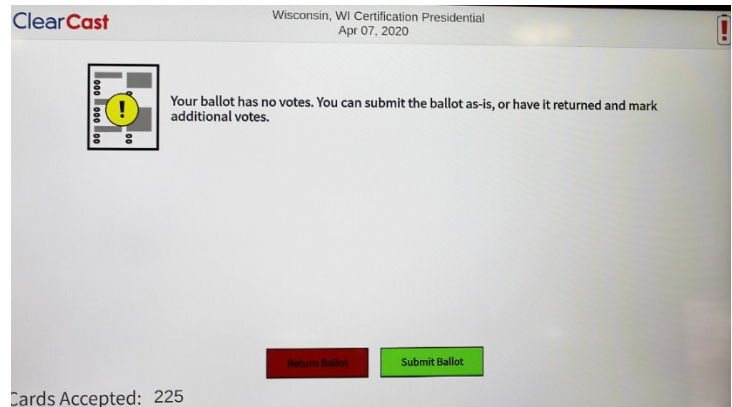 ClearCast
Wisconsin, WI Certification Presidential
Apr 07, 2020
!
!
Your ballot has no votes. You can submit the ballot as-is, or have it returned and mark
additional votes.
Return Ballot
Submit Ballot
Cards Accepted: 225